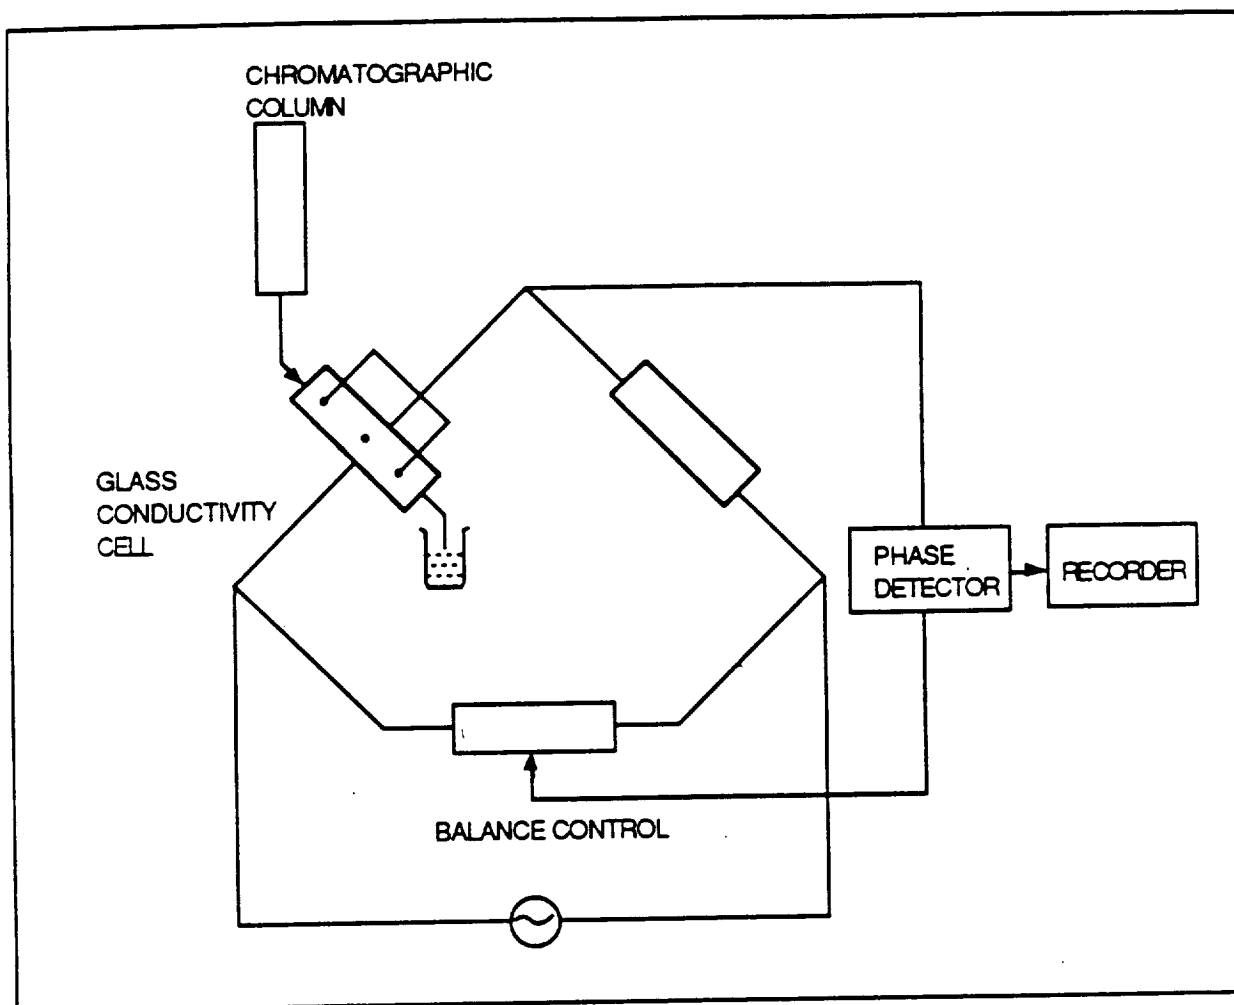 CHROMATOGRAPHIC
COLUMN
GLASS
CONDUCTIVITY
CELL
PHASE
DETECTOR
RECORDER
BALANCE CONTROL